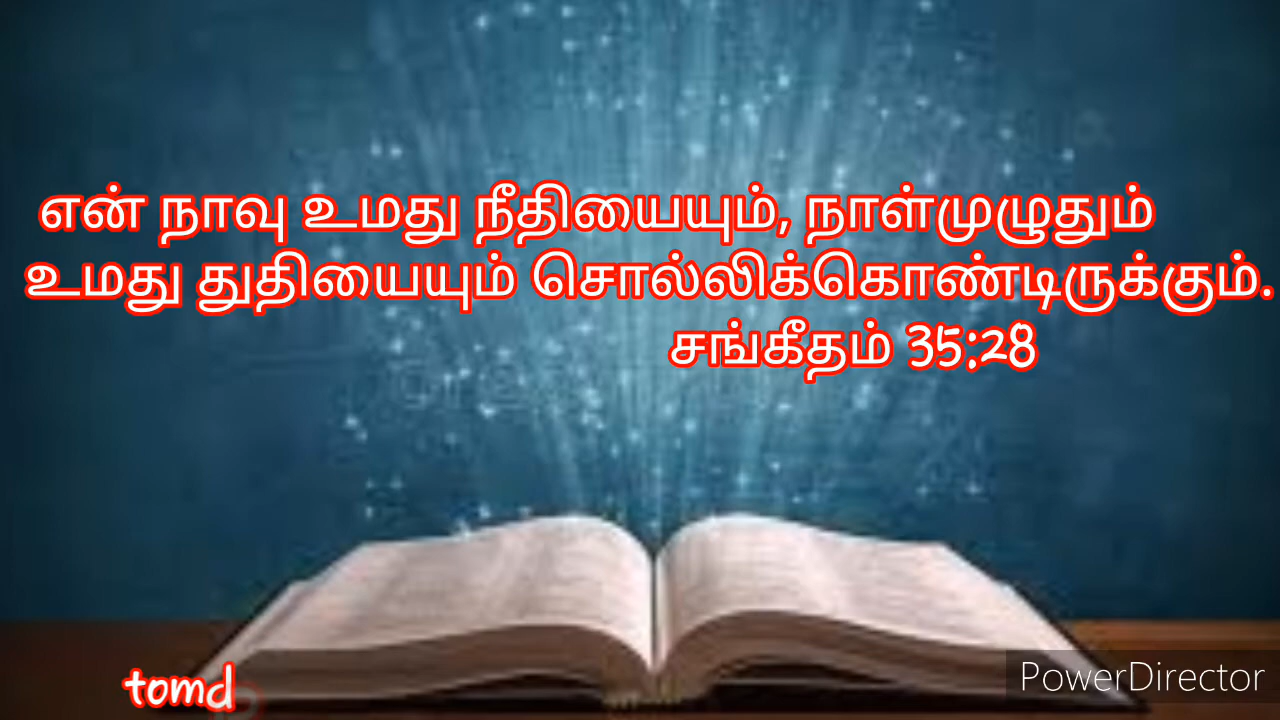 என் நாவு உமது நீதியையும், நாள்முழுதும்
உமது துதியையும் சொல்லிக்கொண்டிருக்கும்.
சங்கீதம் 35:28
tomd
PowerDirector